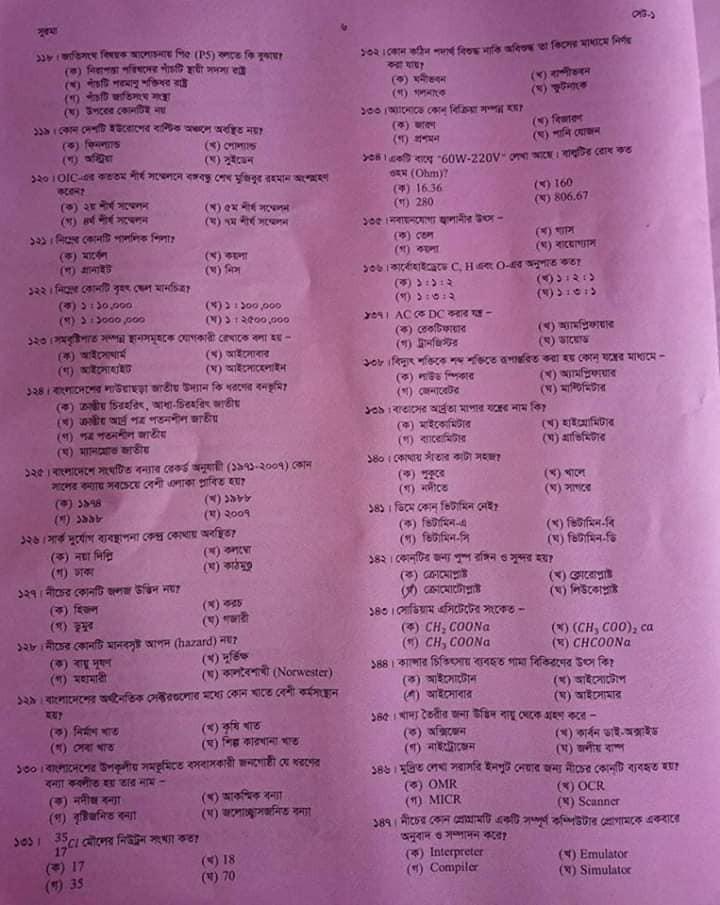 সুরমা
৬
সেট-১
১১৮। জাতিসংঘ বিষয়ক আলোচনায় পি৫ (P5) বলতে কি বুঝায়?
(ক) নিরাপত্তা পরিষদের পাঁচটি স্থায়ী সদস্য রাষ্ট্র
(খ) পাঁচটি পরমাণু শক্তিধর রাষ্ট্র
(গ) পাঁচটি জাতিসংঘ সংস্থা
(ঘ) উপরের কোনটিই নয়
১১৯। কোন দেশটি ইউরোপের বাল্টিক অঞ্চলে অবস্থিত নয়?
(ক) ফিনল্যান্ড (খ) পোল্যান্ড
(গ) অস্ট্রিয়া (ঘ) সুইডেন
১২০। OIC-এর কততম শীর্ষ সম্মেলনে বঙ্গবন্ধু শেখ মুজিবুর রহমান অংশগ্রহণ
করেন?
(ক) ২য় শীর্ষ সম্মেলন (খ) ৫ম শীর্ষ সম্মেলন
(গ) ৪র্থ শীর্ষ সম্মেলন (ঘ) ৭ম শীর্ষ সম্মেলন
১২১। নিম্নের কোনটি পাললিক শিলা?
(ক) মার্বেল (খ) কয়লা
(গ) গ্রানাইট (ঘ) নিস
১২২। নিম্নের কোনটি বৃহৎ স্কেল মানচিত্র?
(ক) ১ : ১০,০০০ (খ) ১ : ১০০,০০০
(গ) ১ : ১০০০,০০০ (ঘ) ১ : ২৫০০,০০০
১২৩। সমবৃষ্টিপাত সম্পন্ন স্থানসমূহকে যোগকারী রেখাকে বলা হয় –
(ক) আইসোথার্ম (খ) আইসোবার
(গ) আইসোহাইট (ঘ) আইসোহেলাইন
১২৪। বাংলাদেশের লাউয়াছড়া জাতীয় উদ্যান কি ধরণের বনভূমি?
(ক) ক্রান্তীয় চিরহরিৎ, আধা-চিরহরিৎ জাতীয়
(খ) ক্রান্তীয় আর্দ্র পত্র পতনশীল জাতীয়
(গ) পত্র পতনশীল জাতীয়
(ঘ) ম্যানগ্রোভ জাতীয়
১২৫। বাংলাদেশে সংঘটিত বন্যার রেকর্ড অনুযায়ী (১৯৭১-২০০৭) কোন
সালের বন্যায় সবচেয়ে বেশী এলাকা প্লাবিত হয়?
(ক) ১৯৭৪ (খ) ১৯৮৮
(গ) ১৯৯৮ (ঘ) ২০০৭
১২৬। সার্ক দুর্যোগ ব্যবস্থাপনা কেন্দ্র কোথায় অবস্থিত?
(ক) নয়া দিল্লি (খ) কলম্বো
(গ) ঢাকা (ঘ) কাঠমুণ্ডু
১২৭। নীচের কোনটি জলজ উদ্ভিদ নয়?
(ক) হিজল (খ) করচ
(গ) ডুমুর (ঘ) গজারী
১২৮। নীচের কোনটি মানবসৃষ্ট আপদ (hazard) নয়?
(ক) বায়ু দূষণ (খ) দুর্ভিক্ষ
(গ) মহামারী (ঘ) কালবৈশাখী (Norwester)
১২৯। বাংলাদেশের অর্থনৈতিক সেক্টরগুলোর মধ্যে কোন খাতে বেশী কর্মসংস্থান
হয়?
(ক) নির্মাণ খাত (খ) কৃষি খাত
(গ) সেবা খাত (ঘ) শিল্প কারখানা খাত
১৩০। বাংলাদেশের উপকূলীয় সমভূমিতে বসবাসকারী জনগোষ্ঠী যে ধরণের
বন্যা কবলিত হয় তার নাম –
(ক) নদীজ বন্যা (খ) আকস্মিক বন্যা
(গ) বৃষ্টিজনিত বন্যা (ঘ) জলোচ্ছ্বাসজনিত বন্যা
১৩১। 35 17 Cl মৌলের নিউট্রন সংখ্যা কত?
(ক) 17 (খ) 18
(গ) 35 (ঘ) 70
১৩২। কোন কঠিন পদার্থ বিশুদ্ধ নাকি অবিশুদ্ধ তা কিসের মাধ্যমে নির্ণয়
করা যায়?
(ক) ঘনীভবন (খ) বাষ্পীভবন
(গ) গলনাংক (ঘ) স্ফুটনাংক
১৩৩। অ্যানোডে কোন্ বিক্রিয়া সম্পন্ন হয়?
(ক) জারণ (খ) বিজারণ
(গ) প্রশমন (ঘ) পানি যোজন
১৩৪। একটি বাল্বে "60W-220V" লেখা আছে। বাল্বটির রোধ কত
ওহম (Ohm)?
(ক) 16.36 (খ) 160
(গ) 280 (ঘ) 806.67
১৩৫। নবায়নযোগ্য জ্বালানীর উৎস –
(ক) তেল (খ) গ্যাস
(গ) কয়লা (ঘ) বায়োগ্যাস
১৩৬। কার্বোহাইড্রেডে C, H এবং O-এর অনুপাত কত?
(ক) ১ : ১ : ২ (খ) ১ : ২ : ১
(গ) ১ : ৩ : ২ (ঘ) ১ : ৩ : ১
১৩৭। AC কে DC করার যন্ত্র –
(ক) রেকটিফায়ার (খ) অ্যামপ্লিফায়ার
(গ) ট্রানজিস্টর (ঘ) ডায়োড
১৩৮। বিদ্যুৎ শক্তিকে শব্দ শক্তিতে রূপান্তরিত করা হয় কোন্ যন্ত্রের মাধ্যমে –
(ক) লাউড স্পিকার (খ) অ্যামপ্লিফায়ার
(গ) জেনারেটর (ঘ) মাল্টিমিটার
১৩৯। বাতাসের আর্দ্রতা মাপার যন্ত্রের নাম কি?
(ক) মাইক্রোমিটার (খ) হাইগ্রোমিটার
(গ) ব্যারোমিটার (ঘ) গ্রাভিমিটার
১৪০। কোথায় সাঁতার কাটা সহজ?
(ক) পুকুরে (খ) খালে
(গ) নদীতে (ঘ) সাগরে
১৪১। ডিমে কোন্ ভিটামিন নেই?
(ক) ভিটামিন-এ (খ) ভিটামিন-বি
(গ) ভিটামিন-সি (ঘ) ভিটামিন-ডি
১৪২। কোনটির জন্য পুষ্প রঙ্গিন ও সুন্দর হয়?
(ক) ক্রোমোপ্লাস্ট (খ) ক্লোরোপ্লাস্ট
(গ) ক্রোমাটোপ্লাস্ট (ঘ) লিউকোপ্লাস্ট
১৪৩। সোডিয়াম এসিটেটের সংকেত –
(ক) CH₂COONa (খ) (CH₃COO)₂ca
(গ) CH₃COONa (ঘ) CHCOONa
১৪৪। ক্যান্সার চিকিৎসায় ব্যবহৃত গামা বিকিরণের উৎস কি?
(ক) আইসোটোন (খ) আইসোটোপ
(গ) আইসোবার (ঘ) আইসোমার
১৪৫। খাদ্য তৈরীর জন্য উদ্ভিদ বায়ু থেকে গ্রহণ করে –
(ক) অক্সিজেন (খ) কার্বন ডাই-অক্সাইড
(গ) নাইট্রোজেন (ঘ) জলীয় বাষ্প
১৪৬। মুদ্রিত লেখা সরাসরি ইনপুট নেয়ার জন্য নীচের কোনটি ব্যবহৃত হয়?
(ক) OMR (খ) OCR
(গ) MICR (ঘ) Scanner
১৪৭। নীচের কোন প্রোগ্রামটি একটি সম্পূর্ণ কম্পিউটার প্রোগামকে একবারে
অনুবাদ ও সম্পাদন করে?
(ক) Interpreter (খ) Emulator
(গ) Compiler (ঘ) Simulator